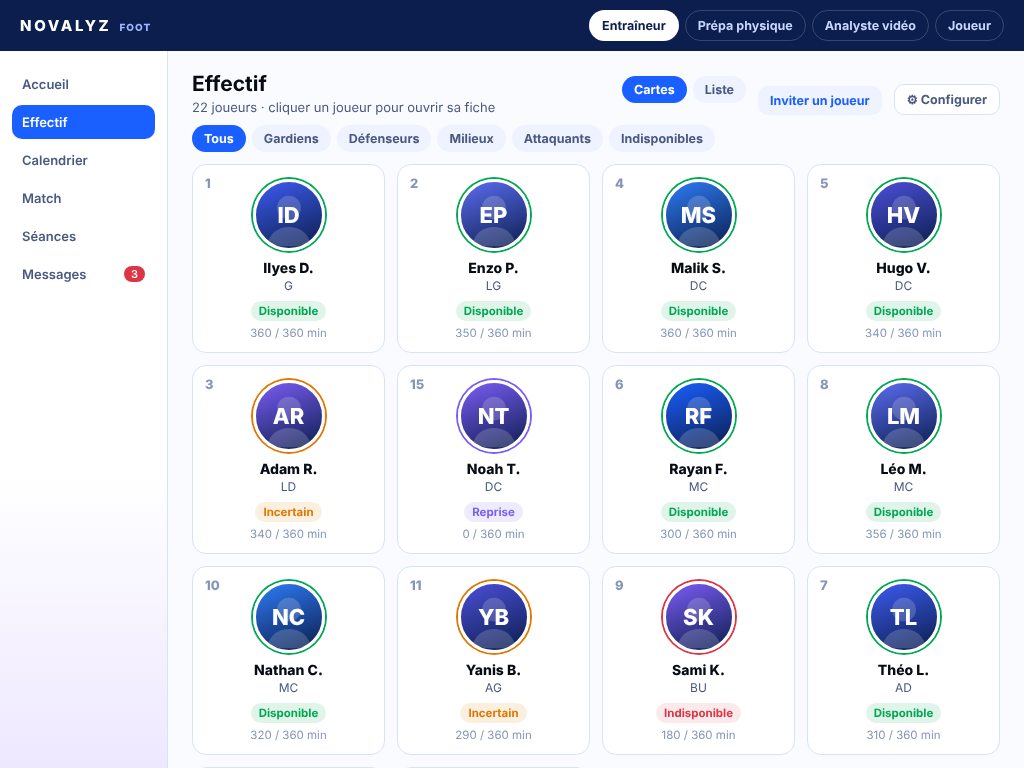 NOVALYZ FOOT
Entraîneur
Prépa physique
Analyste vidéo
Joueur
Accueil
Effectif
Calendrier
Match
Séances
Messages 3
Effectif
22 joueurs · cliquer un joueur pour ouvrir sa fiche
Cartes
Liste
Inviter un joueur
⚙ Configurer
Tous
Gardiens
Défenseurs
Milieux
Attaquants
Indisponibles
1
ID
Ilyes D.
G
Disponible
360 / 360 min
2
EP
Enzo P.
LG
Disponible
350 / 360 min
4
MS
Malik S.
DC
Disponible
360 / 360 min
5
HV
Hugo V.
DC
Disponible
340 / 360 min
3
AR
Adam R.
LD
Incertain
340 / 360 min
15
NT
Noah T.
DC
Reprise
0 / 360 min
6
RF
Rayan F.
MC
Disponible
300 / 360 min
8
LM
Léo M.
MC
Disponible
356 / 360 min
10
NC
Nathan C.
MC
Disponible
320 / 360 min
11
YB
Yanis B.
AG
Incertain
290 / 360 min
9
SK
Sami K.
BU
Indisponible
180 / 360 min
7
TL
Théo L.
AD
Disponible
310 / 360 min